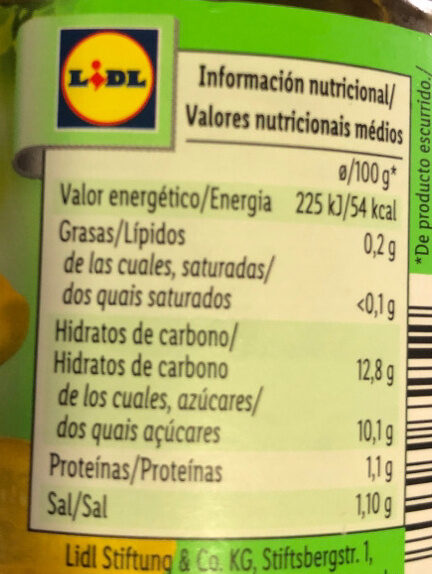 LIDL
Información nutricional/
Valores nutricionais médios
ø/100 g*
Valor energético/Energia 225 kJ/54 kcal
Grasas/Lípidos 0,2 g
de las cuales, saturadas/
dos quais saturados <0,1 g
Hidratos de carbono/
Hidratos de carbono 12,8 g
de los cuales, azúcares/
dos quais açúcares 10,1 g
Proteínas/Proteínas 1,1 g
Sal/Sal 1,10 g
Lidl Stiftung & Co. KG, Stiftsbergstr. 1,
*De producto escurrido./